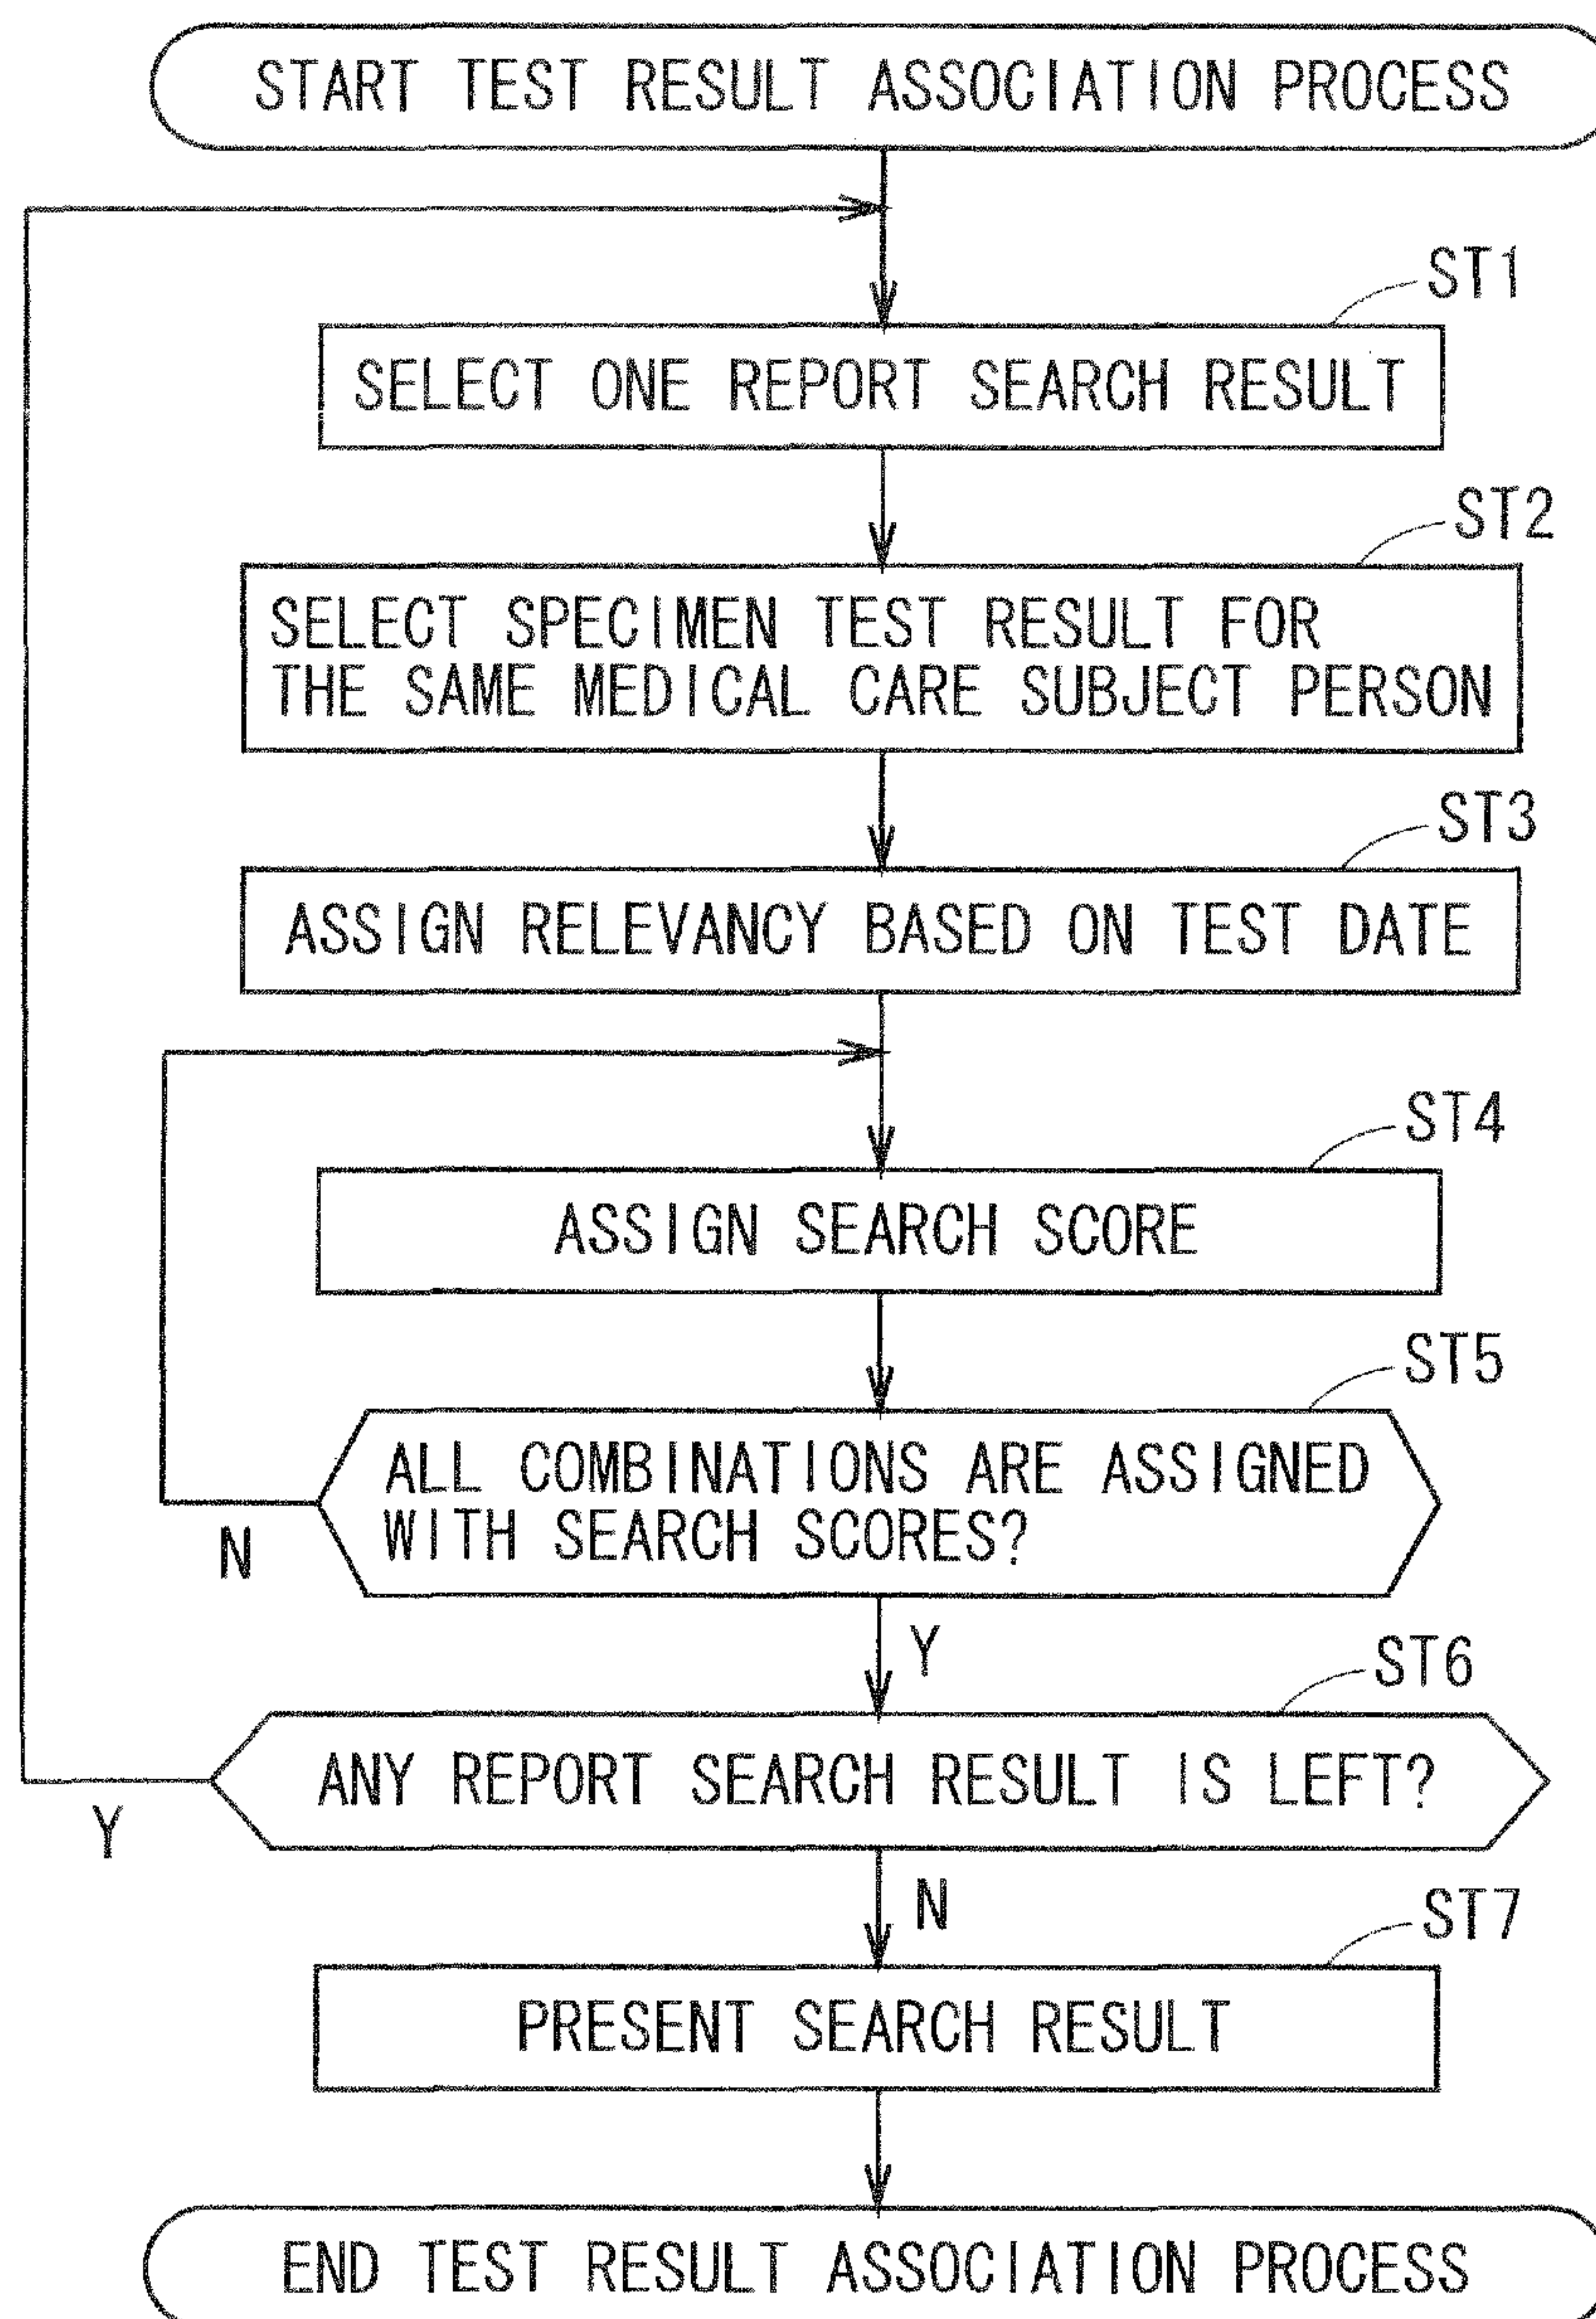 START TEST RESULT ASSOCIATION PROCESS
ST1
SELECT ONE REPORT SEARCH RESULT
ST2
SELECT SPECIMEN TEST RESULT FOR
THE SAME MEDICAL CARE SUBJECT PERSON
ST3
ASSIGN RELEVANCY BASED ON TEST DATE
ST4
ASSIGN SEARCH SCORE
ST5
ALL COMBINATIONS ARE ASSIGNED
WITH SEARCH SCORES?
N
Y
ST6
ANY REPORT SEARCH RESULT IS LEFT?
Y
N
ST7
PRESENT SEARCH RESULT
END TEST RESULT ASSOCIATION PROCESS